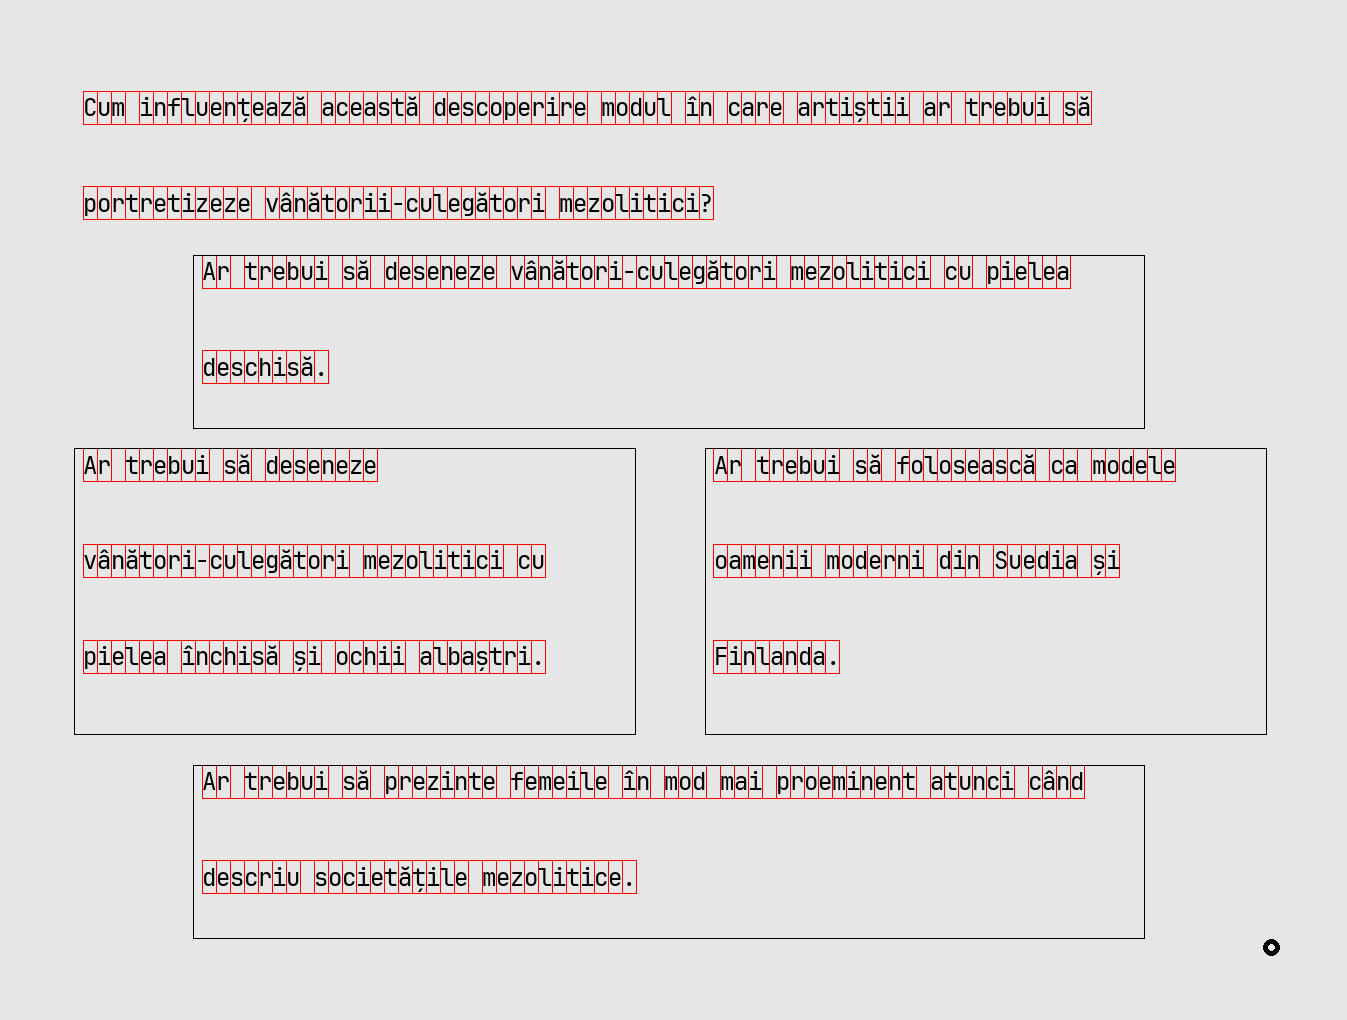 Cum influențează această descoperire modul în care artiștii ar trebui să
portretizeze vânătorii-culegători mezolitici?
Ar trebui să deseneze vânători-culegători mezolitici cu pielea
deschisă.
Ar trebui să deseneze
vânători-culegători mezolitici cu
pielea închisă și ochii albaștri.
Ar trebui să folosească ca modele
oamenii moderni din Suedia și
Finlanda.
Ar trebui să prezinte femeile în mod mai proeminent atunci când
descriu societățile mezolitice.